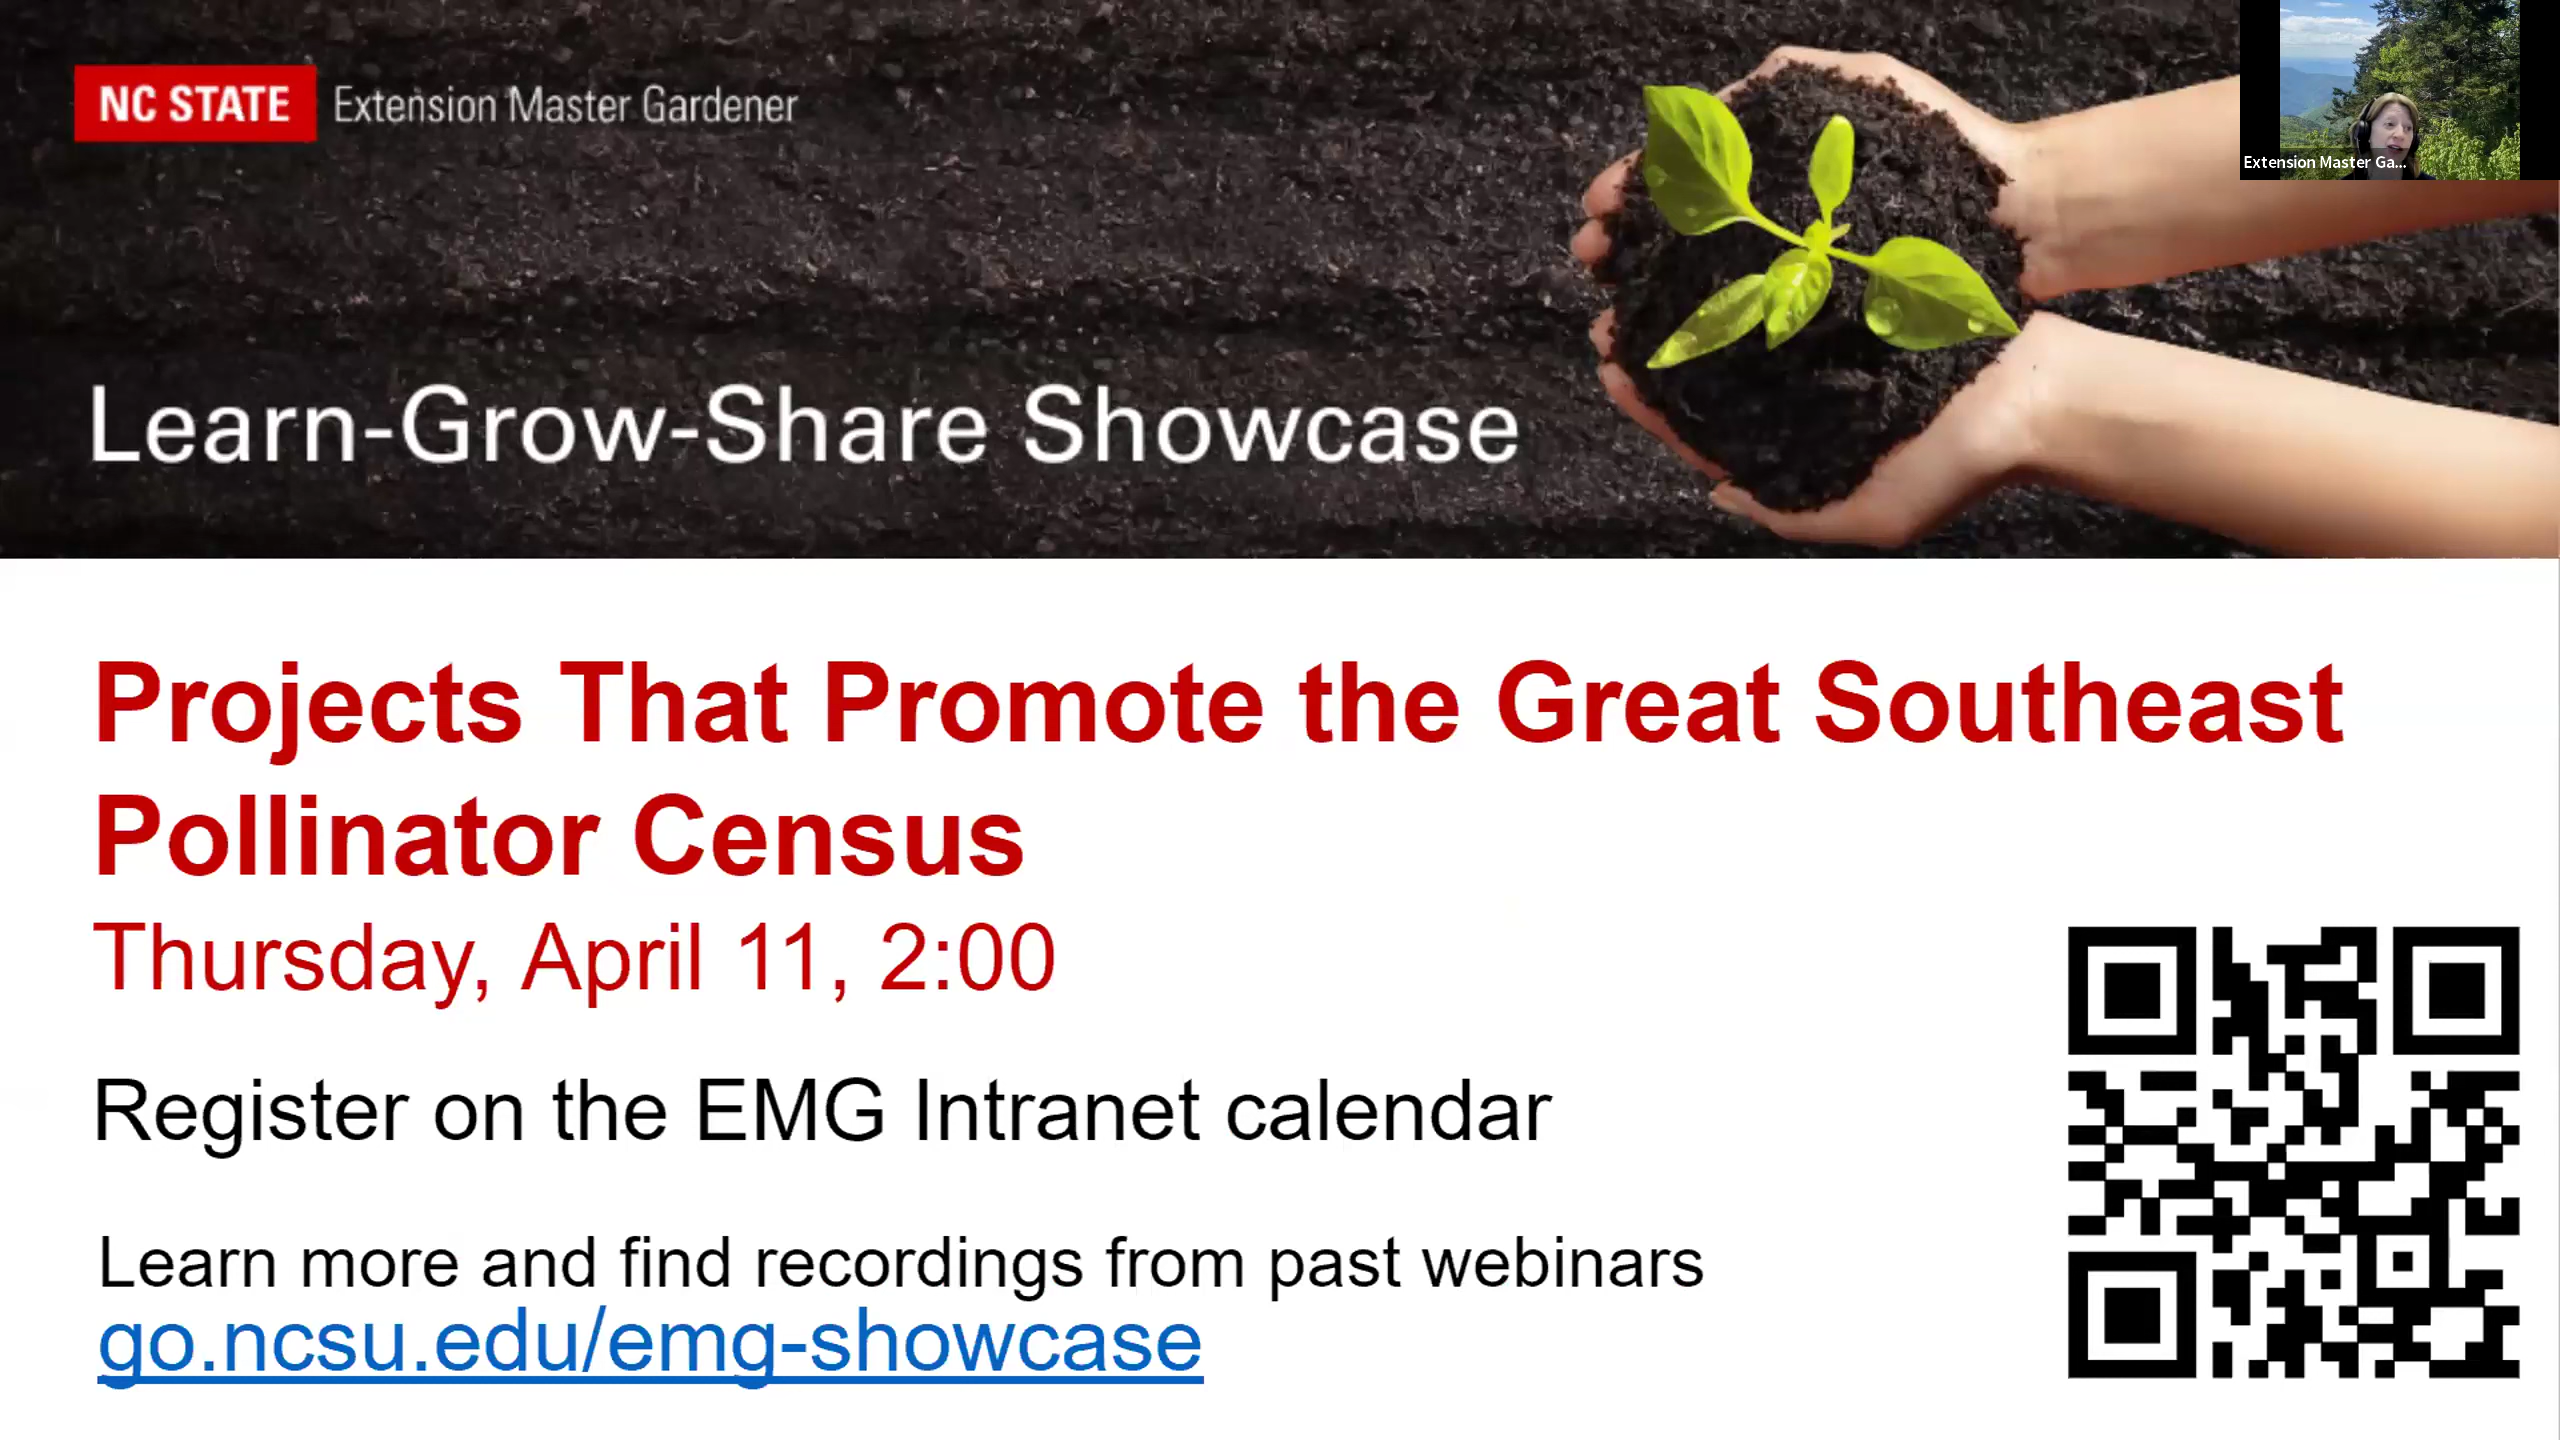 NC STATE Extension Master Gardener
Extension Master Ga...
Learn-Grow-Share Showcase
Projects That Promote the Great Southeast
Pollinator Census
Thursday, April 11, 2:00
Register on the EMG Intranet calendar
Learn more and find recordings from past webinars
go.ncsu.edu/emg-showcase